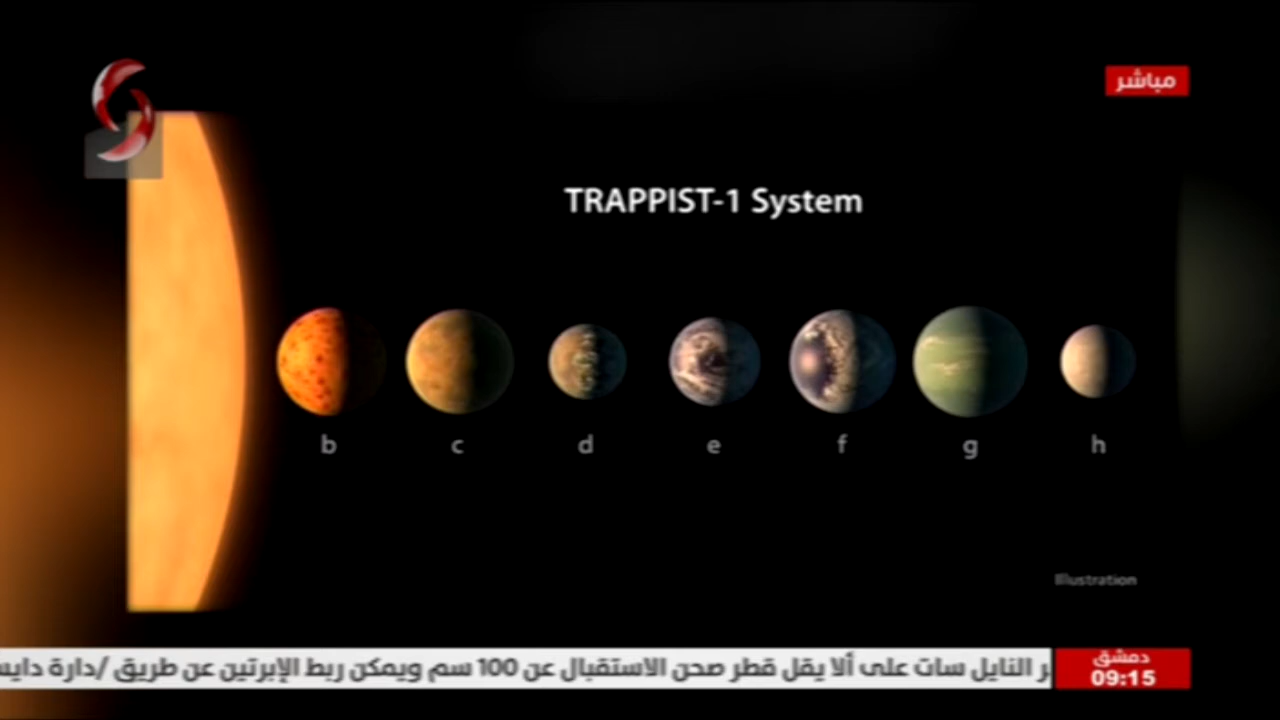 مباشر
TRAPPIST-1 System
b c d e f g h
Illustration
النايل سات على ألا يقل قطر صحن الاستقبال عن 100 سم ويمكن ربط الإبرتين عن طريق /دارة
دمشق
09:15